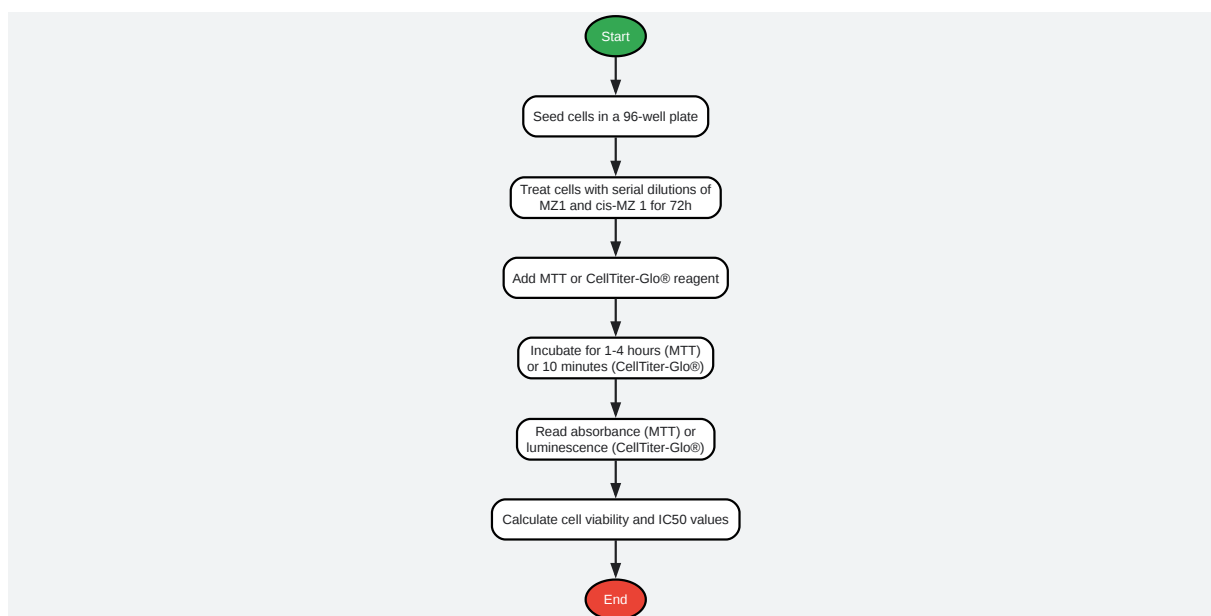 Start
Seed cells in a 96-well plate
Treat cells with serial dilutions of
MZ1 and cis-MZ 1 for 72h
Add MTT or CellTiter-Glo® reagent
Incubate for 1-4 hours (MTT)
or 10 minutes (CellTiter-Glo®)
Read absorbance (MTT) or
luminescence (CellTiter-Glo®)
Calculate cell viability and IC50 values
End